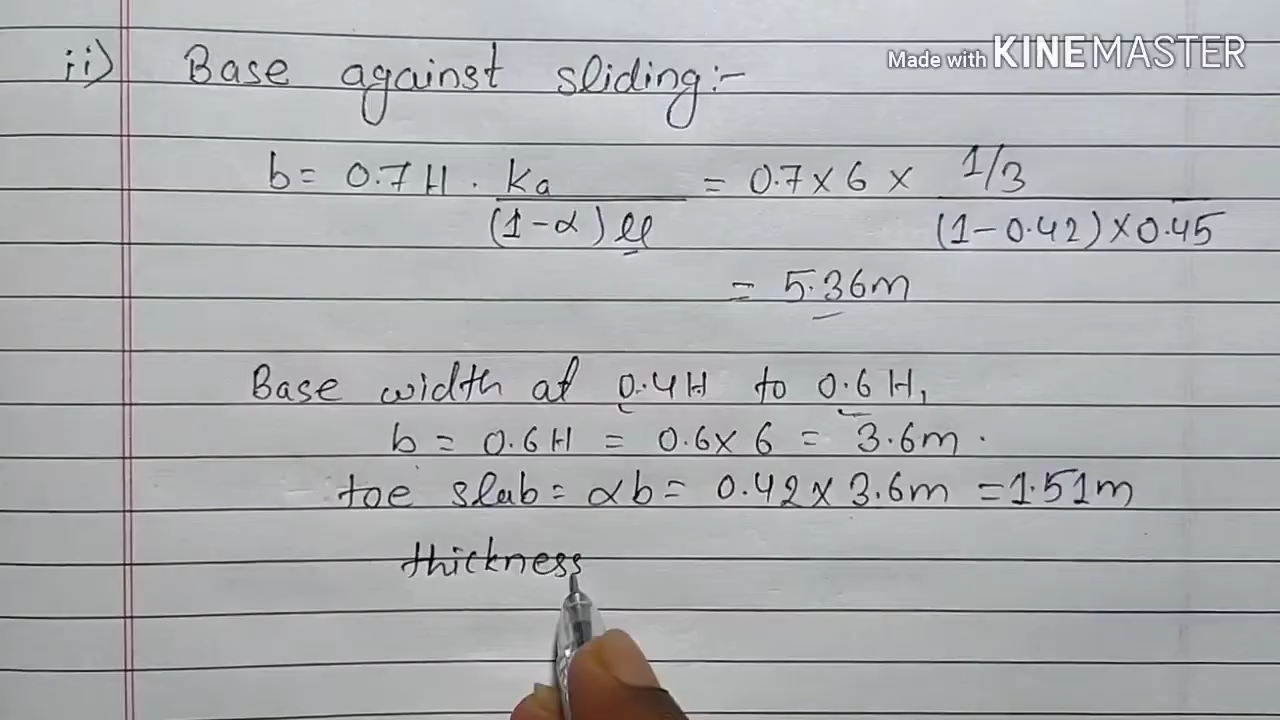 Made with KINEMASTER
ii) Base against sliding:-
b = 0.7H . Ka / (1-α)μ = 0.7 × 6 × 1/3 / (1-0.42)×0.45
= 5.36m
Base width at 0.4H to 0.6H,
b = 0.6H = 0.6×6 = 3.6m.
toe slab = αb = 0.42 × 3.6m = 1.51m
thickness